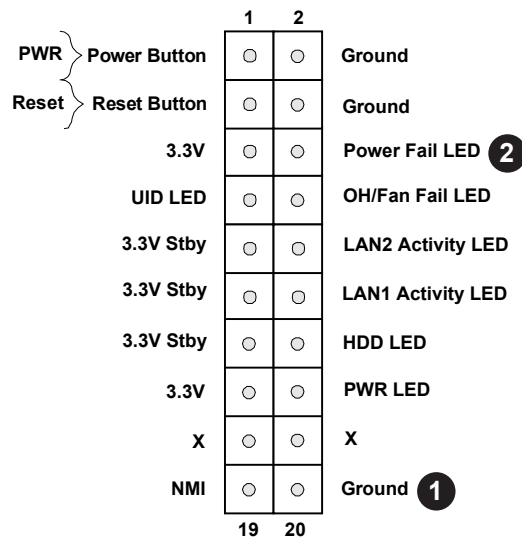 1 2
PWR Power Button Ground
Reset Reset Button Ground
3.3V Power Fail LED 2
UID LED OH/Fan Fail LED
3.3V Stby LAN2 Activity LED
3.3V Stby LAN1 Activity LED
3.3V Stby HDD LED
3.3V PWR LED
X X
NMI Ground 1
19 20